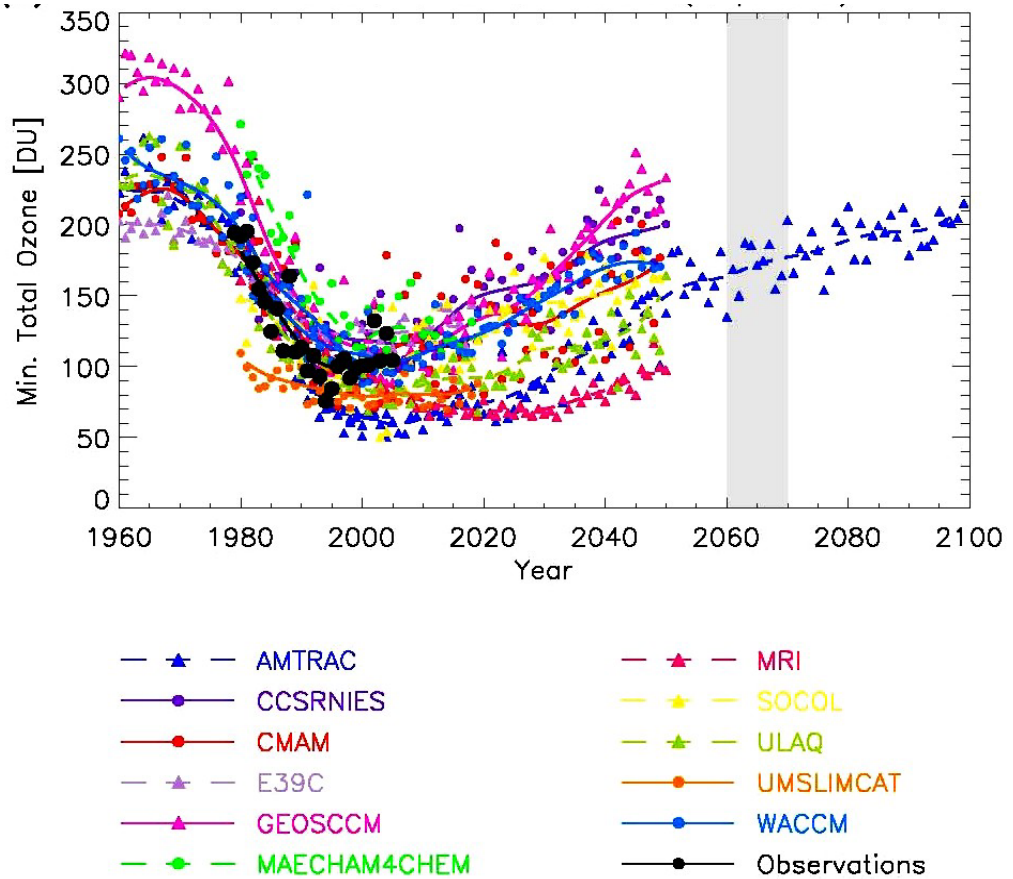 350
300
250
200
150
100
50
0
Min. Total Ozone [DU]
1960 1980 2000 2020 2040 2060 2080 2100
Year
AMTRAC MRI
CCSRNIES SOCOL
CMAM ULAQ
E39C UMSLIMCAT
GEOSCCM WACCM
MAECHAM4CHEM Observations